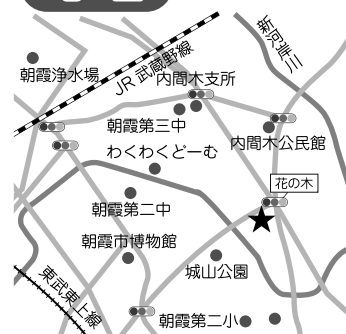 新河岸川
JR武蔵野線
内間木支所
朝霞浄水場
朝霞第三中
内間木公民館
わくわくどーむ
花の木
朝霞第二中
朝霞市博物館
城山公園
東武東上線
朝霞第二小